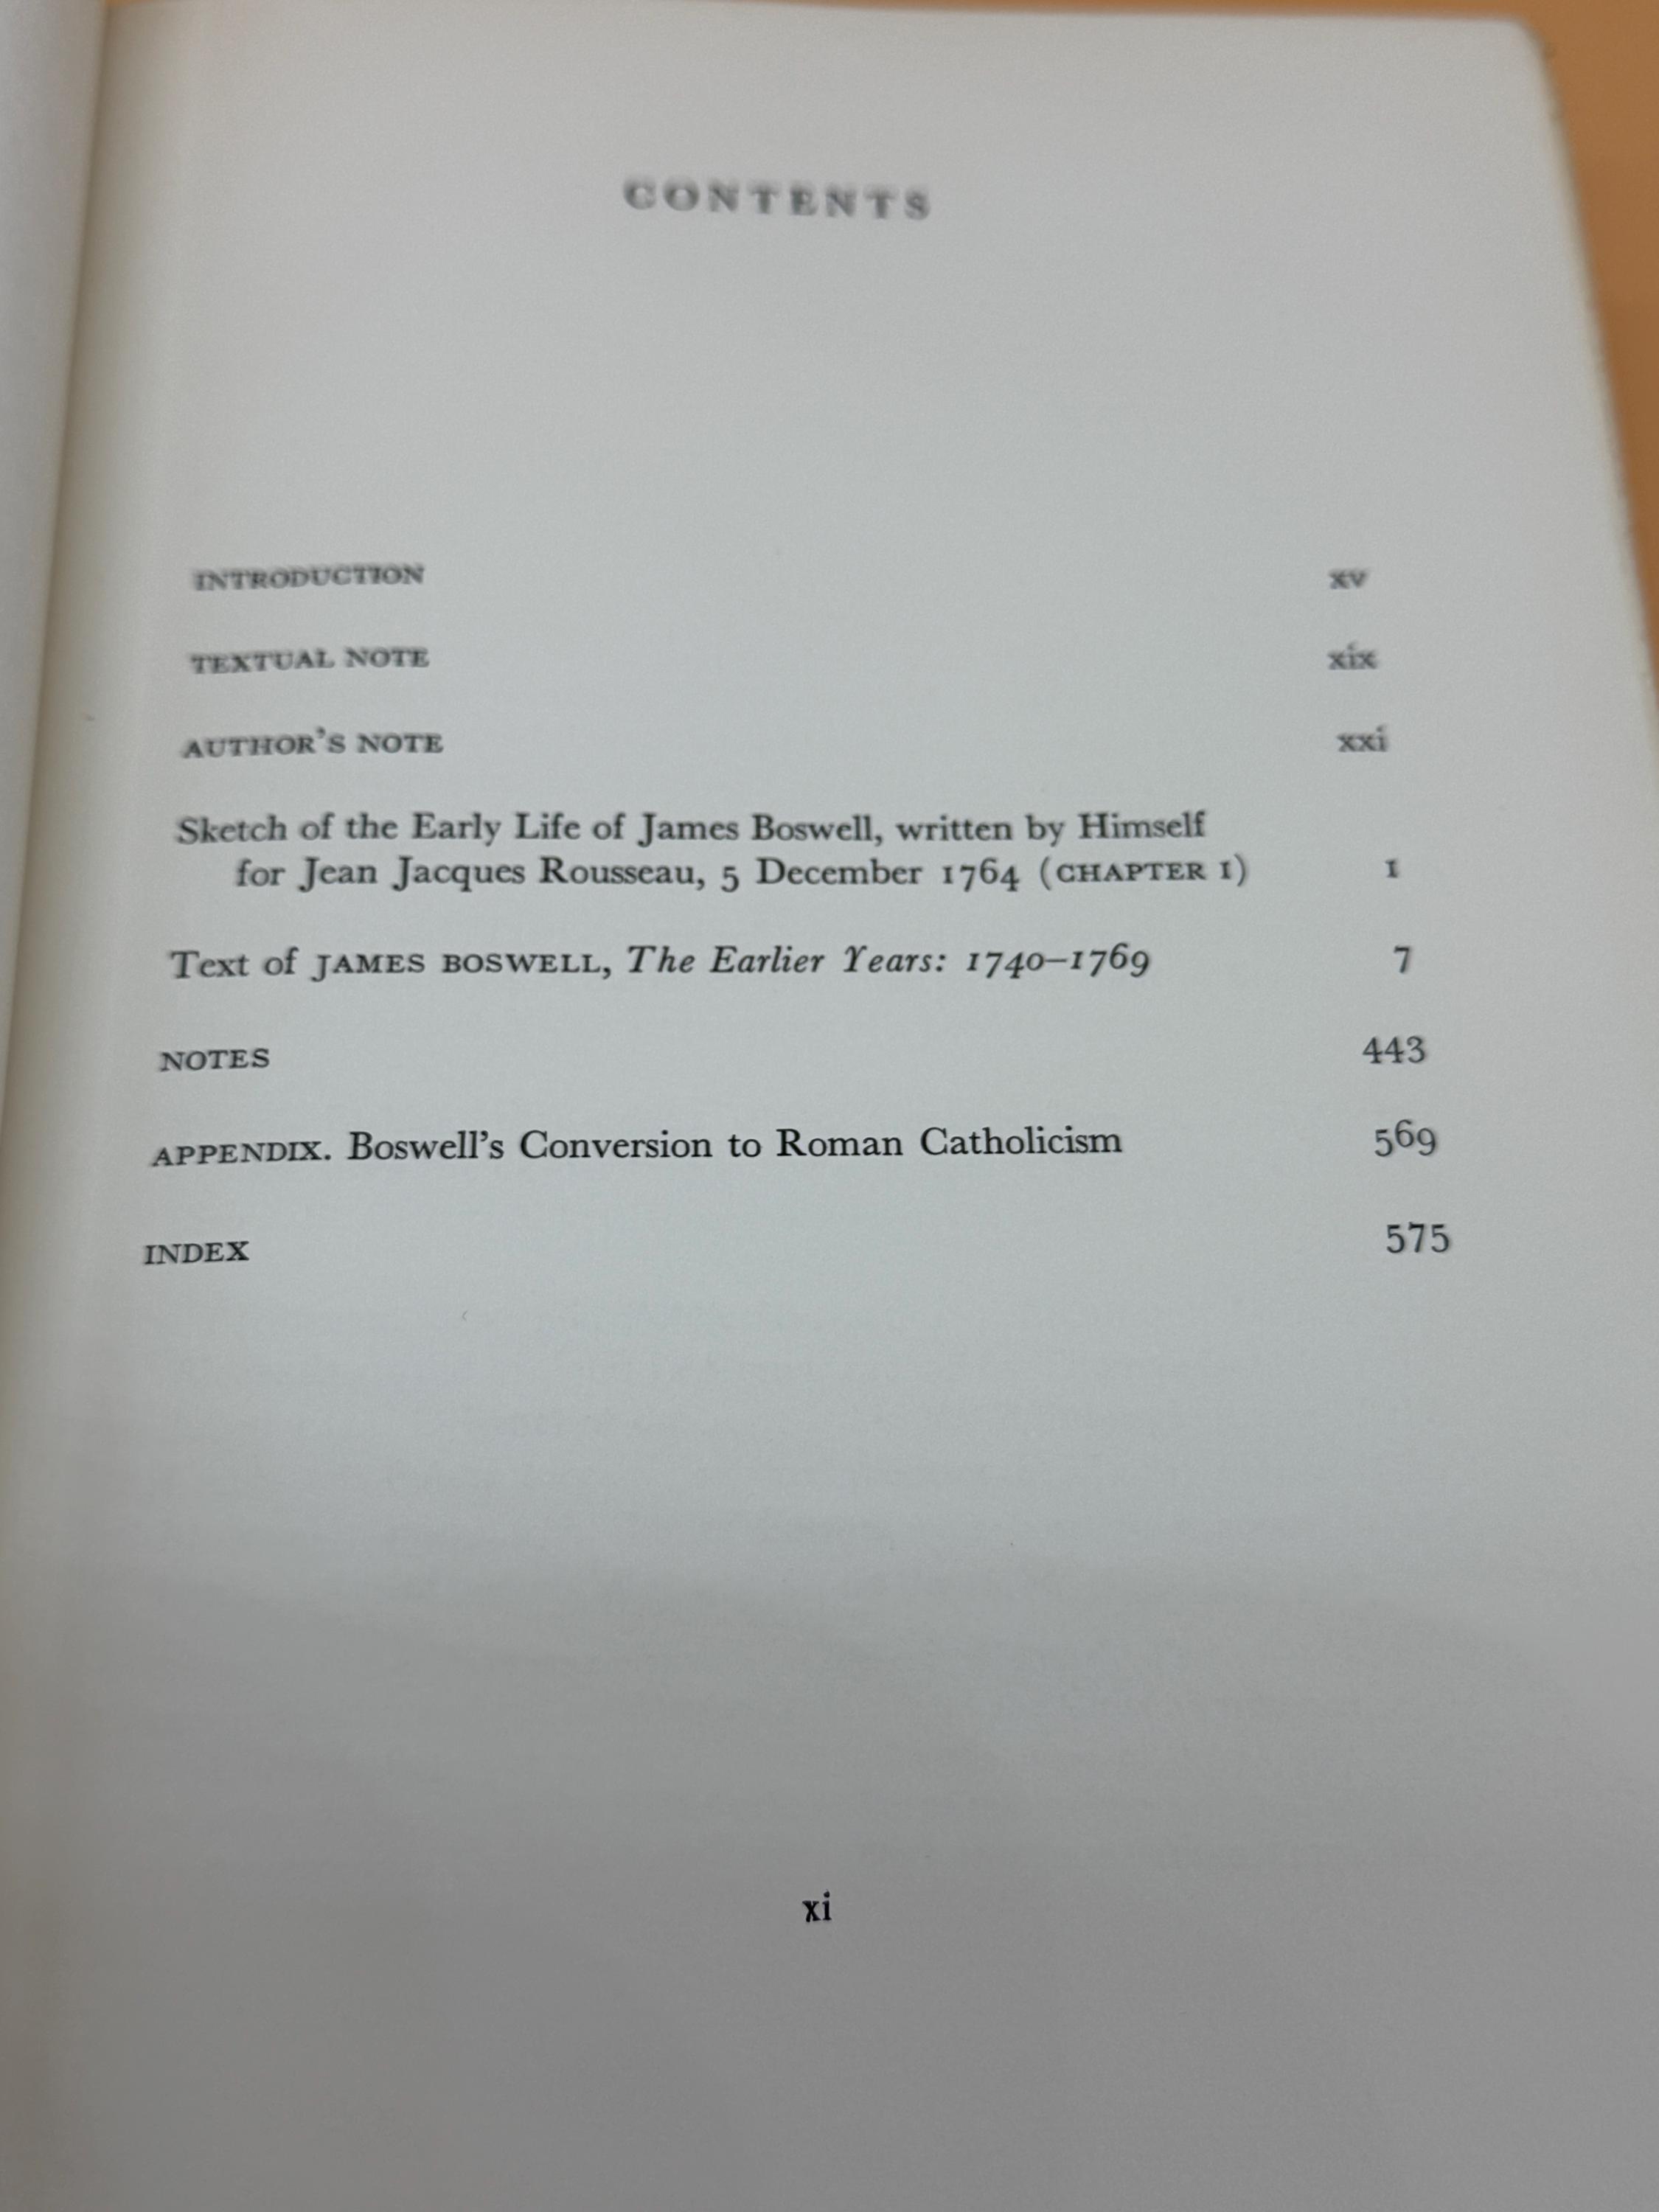 CONTENTS
INTRODUCTION xv
TEXTUAL NOTE xix
AUTHOR'S NOTE xxi
Sketch of the Early Life of James Boswell, written by Himself
for Jean Jacques Rousseau, 5 December 1764 (CHAPTER I) 1
Text of JAMES BOSWELL, The Earlier Years: 1740–1769 7
NOTES 443
APPENDIX. Boswell's Conversion to Roman Catholicism 569
INDEX 575
xi